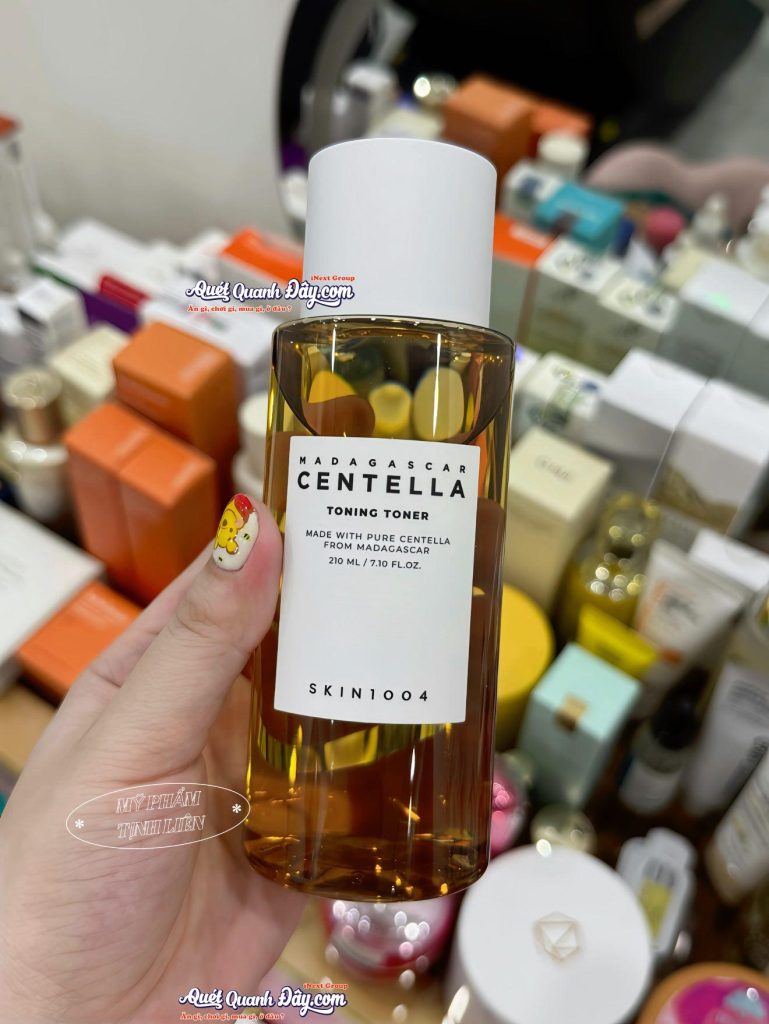 iNext Group
Quét Quanh Đây.com
Ăn gì, chơi gì, mua gì, ở đâu ?
MADAGASCAR
CENTELLA
TONING TONER
MADE WITH PURE CENTELLA
FROM MADAGASCAR
210 ML / 7.10 FL.OZ.
SKIN1004
MỸ PHẨM
TỊNH LIÊN
iNext Group
Quét Quanh Đây.com
Ăn gì, chơi gì, mua gì, ở đâu ?